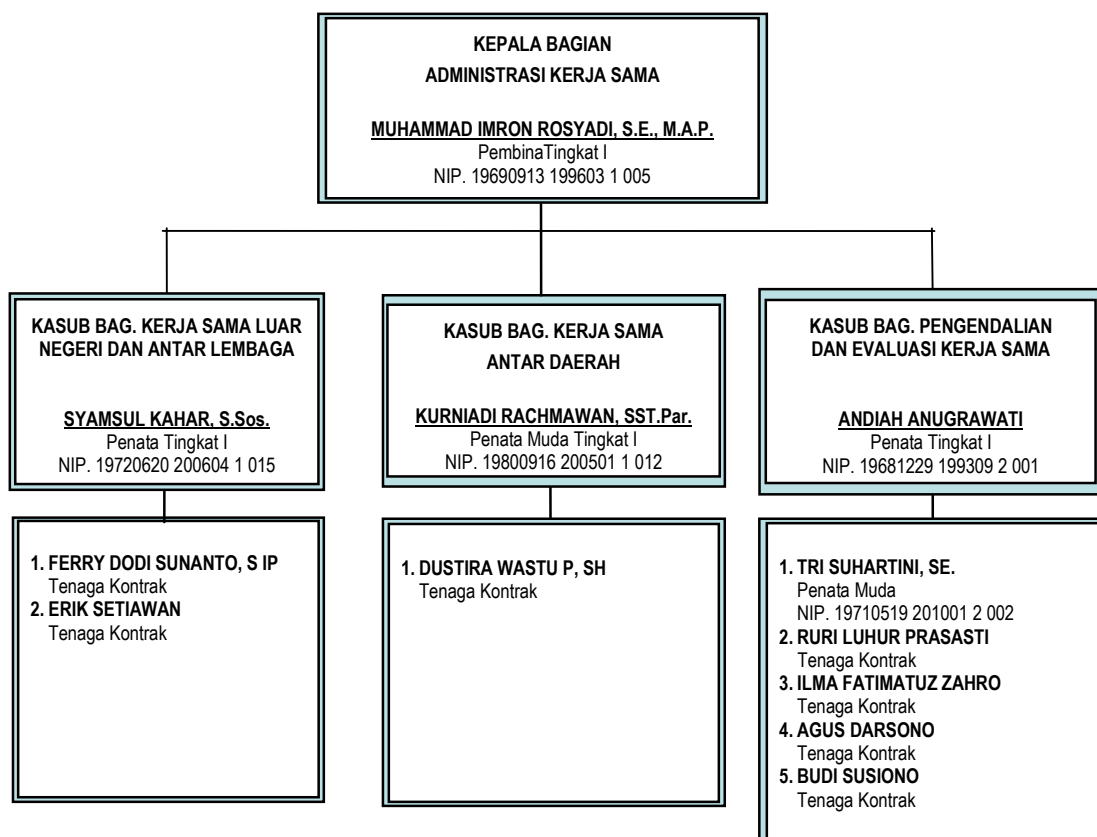 KEPALA BAGIAN
ADMINISTRASI KERJA SAMA
MUHAMMAD IMRON ROSYADI, S.E., M.A.P.
PembinaTingkat I
NIP. 19690913 199603 1 005
KASUB BAG. KERJA SAMA LUAR
NEGERI DAN ANTAR LEMBAGA
SYAMSUL KAHAR, S.Sos.
Penata Tingkat I
NIP. 19720620 200604 1 015
KASUB BAG. KERJA SAMA
ANTAR DAERAH
KURNIADI RACHMAWAN, SST.Par.
Penata Muda Tingkat I
NIP. 19800916 200501 1 012
KASUB BAG. PENGENDALIAN
DAN EVALUASI KERJA SAMA
ANDIAH ANUGRAWATI
Penata Tingkat I
NIP. 19681229 199309 2 001
1. FERRY DODI SUNANTO, S IP
Tenaga Kontrak
2. ERIK SETIAWAN
Tenaga Kontrak
1. DUSTIRA WASTU P, SH
Tenaga Kontrak
1. TRI SUHARTINI, SE.
Penata Muda
NIP. 19710519 201001 2 002
2. RURI LUHUR PRASASTI
Tenaga Kontrak
3. ILMA FATIMATUZ ZAHRO
Tenaga Kontrak
4. AGUS DARSONO
Tenaga Kontrak
5. BUDI SUSIONO
Tenaga Kontrak